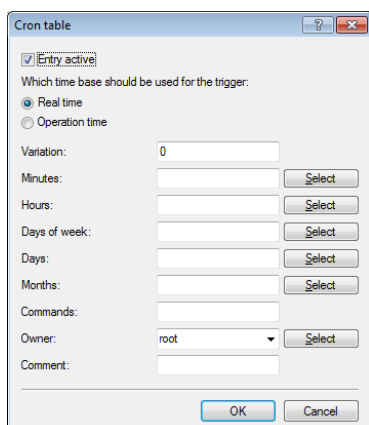 Cron table
Entry active
Which time base should be used for the trigger:
Real time
Operation time
Variation: 0
Minutes: Select
Hours: Select
Days of week: Select
Days: Select
Months: Select
Commands:
Owner: root Select
Comment:
OK Cancel